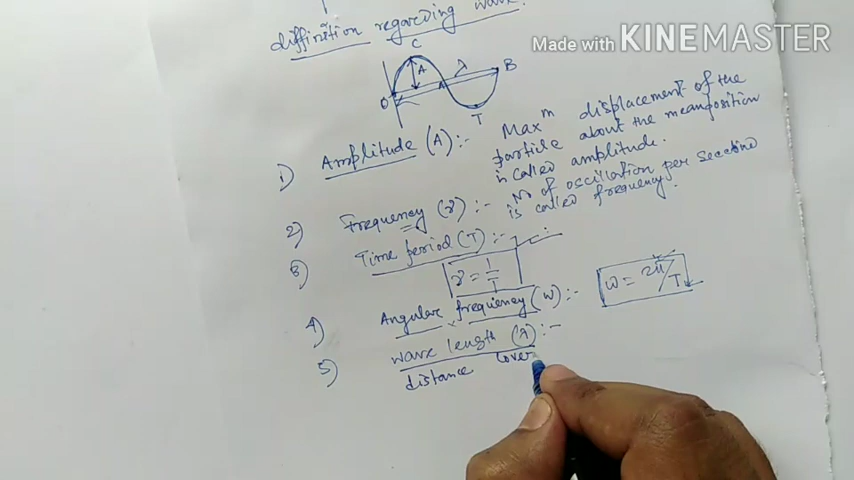 Made with KINEMASTER
diffinition regarding wave.
C
A
λ
B
O
A
T
1) Amplitude (A) :- Max^m displacement of the
particle about the meanposition
is called amplitude.
2) Frequency (γ) :- No of oscillation per seccond
is called frequency.
3) Time period (T) :-
γ = 1/T
4) Angular frequency (W) :- W = 2π/T
5) wave length (λ) :-
distance cover